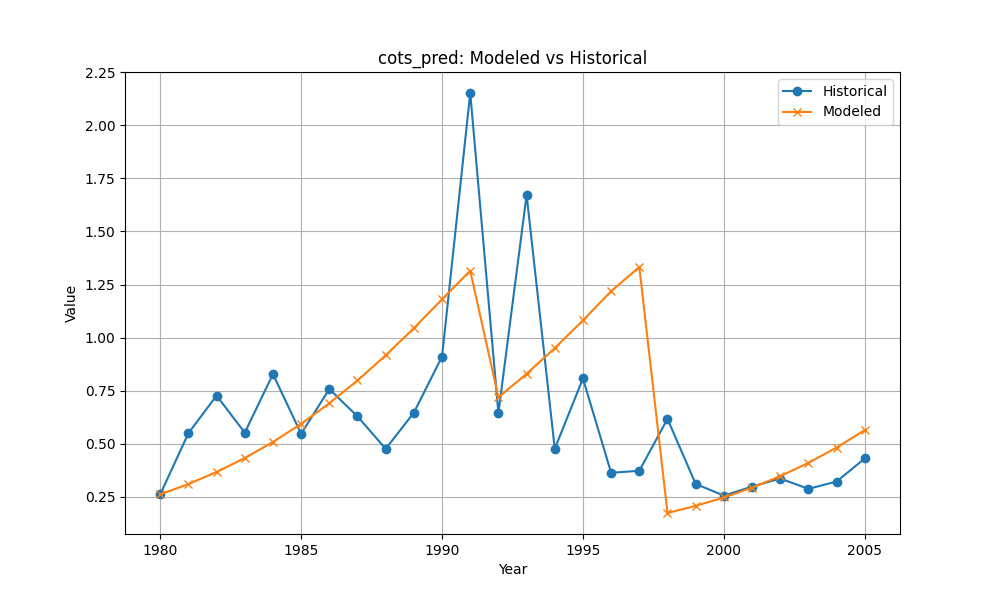 cots_pred: Modeled vs Historical
Historical
Modeled
Value
2.25
2.00
1.75
1.50
1.25
1.00
0.75
0.50
0.25
1980 1985 1990 1995 2000 2005
Year